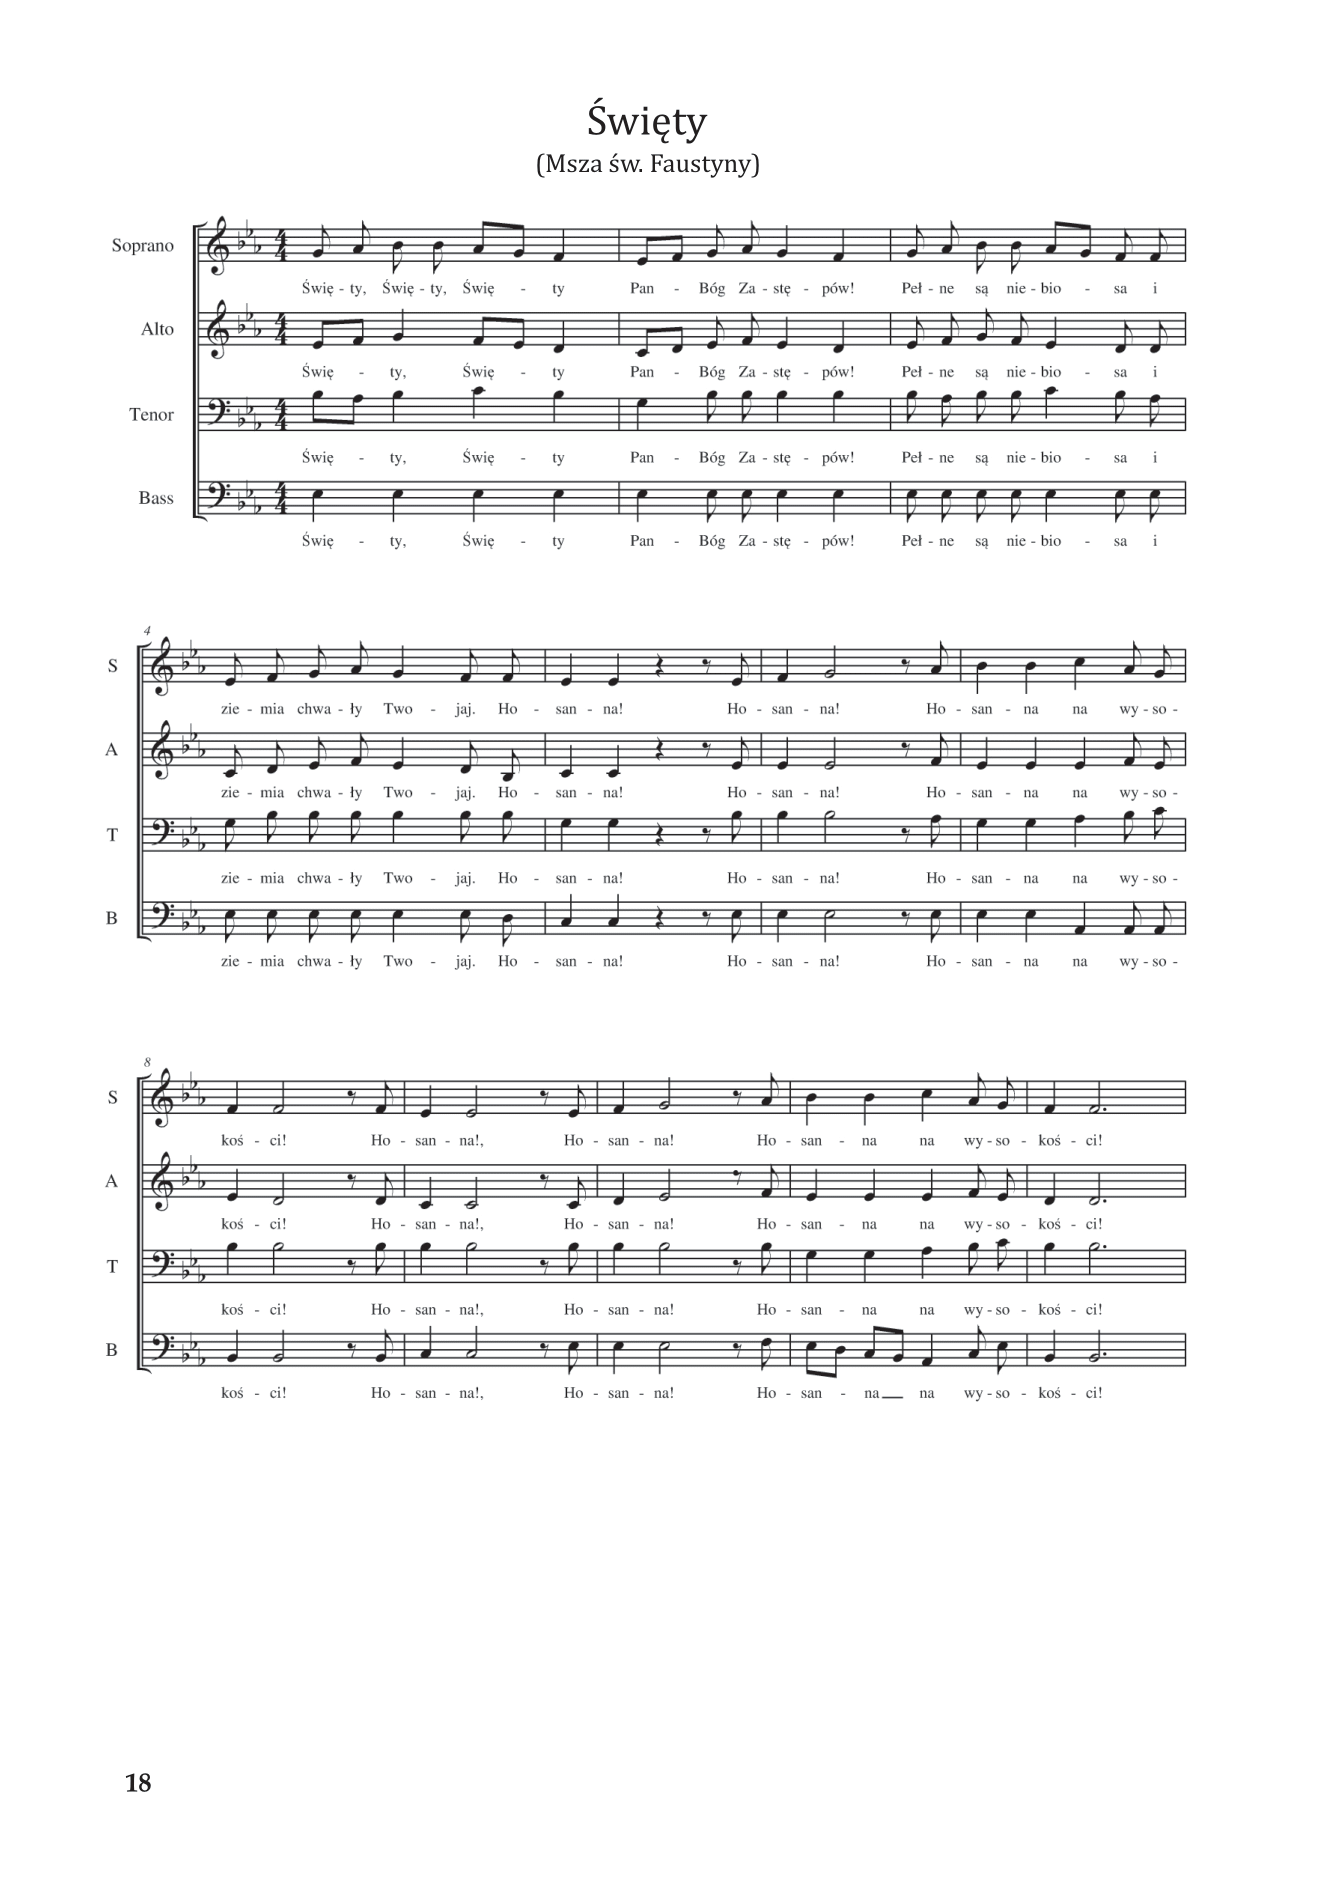 Święty
(Msza św. Faustyny)
Soprano
Świę - ty, Świę - ty, Świę - ty Pan - Bóg Za - stę - pów! Peł - ne są nie - bio - sa i
Alto
Świę - ty, Świę - ty Pan - Bóg Za - stę - pów! Peł - ne są nie - bio - sa i
Tenor
Świę - ty, Świę - ty Pan - Bóg Za - stę - pów! Peł - ne są nie - bio - sa i
Bass
Świę - ty, Świę - ty Pan - Bóg Za - stę - pów! Peł - ne są nie - bio - sa i
4
S
zie - mia chwa - ły Two - jaj. Ho - san - na! Ho - san - na! Ho - san - na na wy - so -
A
zie - mia chwa - ły Two - jaj. Ho - san - na! Ho - san - na! Ho - san - na na wy - so -
T
zie - mia chwa - ły Two - jaj. Ho - san - na! Ho - san - na! Ho - san - na na wy - so -
B
zie - mia chwa - ły Two - jaj. Ho - san - na! Ho - san - na! Ho - san - na na wy - so -
8
S
koś - ci! Ho - san - na!, Ho - san - na! Ho - san - na na wy - so - koś - ci!
A
koś - ci! Ho - san - na!, Ho - san - na! Ho - san - na na wy - so - koś - ci!
T
koś - ci! Ho - san - na!, Ho - san - na! Ho - san - na na wy - so - koś - ci!
B
koś - ci! Ho - san - na!, Ho - san - na! Ho - san - na na wy - so - koś - ci!
18